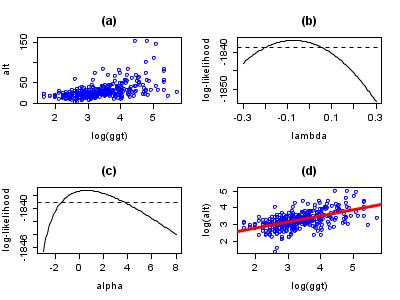 (a)
(b)
alt
150
50
0
2 3 4 5
log(ggt)
log-likelihood
-1840
-1850
-0.3 -0.1 0.1 0.3
lambda
(c)
(d)
log-likelihood
-1840
-1846
-2 0 2 4 6 8
alpha
log(alt)
5
4
3
2
2 3 4 5
log(ggt)